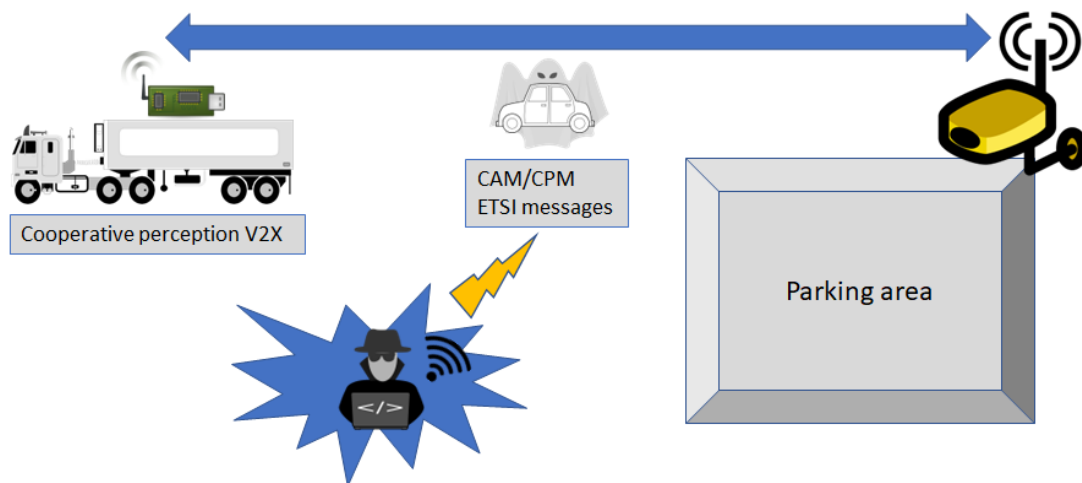 CAM/CPM
ETSI messages
Cooperative perception V2X
Parking area
</>